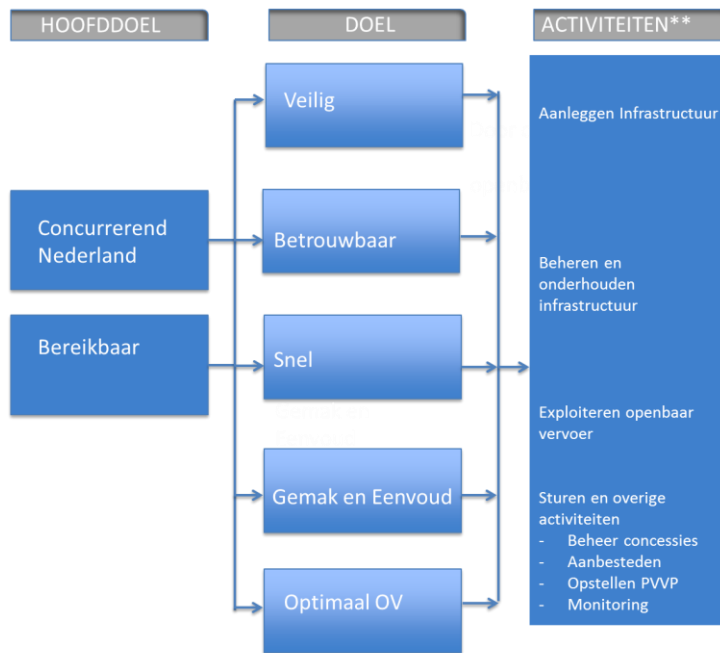 HOOFDDOEL
DOEL
ACTIVITEITEN**
Concurrerend
Nederland
Bereikbaar
Veilig
Betrouwbaar
Snel
Gemak en Eenvoud
Optimaal OV
Aanleggen Infrastructuur
Beheren en
onderhouden
infrastructuur
Exploiteren openbaar
vervoer
Sturen en overige
activiteiten
- Beheer concessies
- Aanbesteden
- Opstellen PVVP
- Monitoring